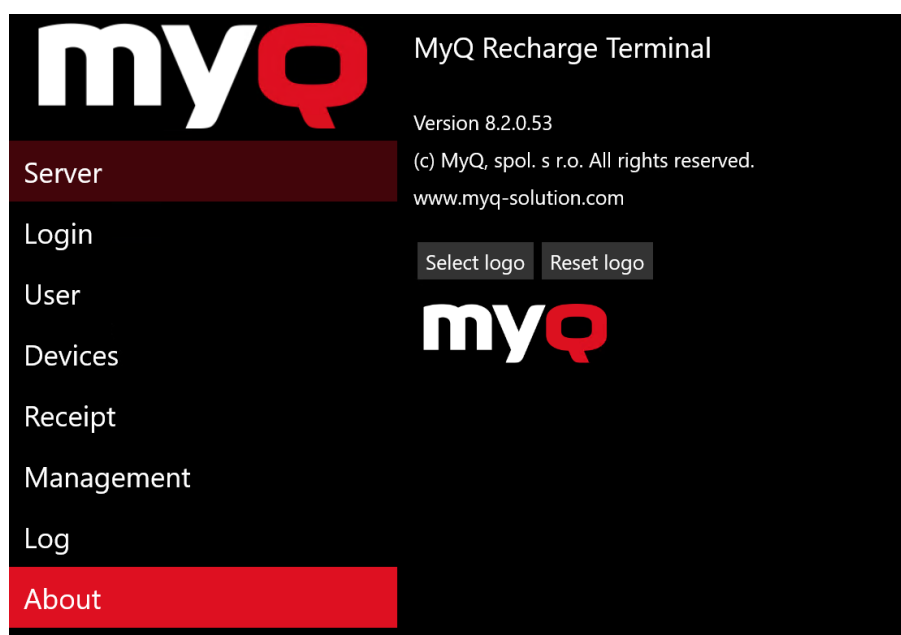 myQ
Server
Login
User
Devices
Receipt
Management
Log
About
MyQ Recharge Terminal
Version 8.2.0.53
(c) MyQ, spol. s r.o. All rights reserved.
www.myq-solution.com
Select logo Reset logo
myQ